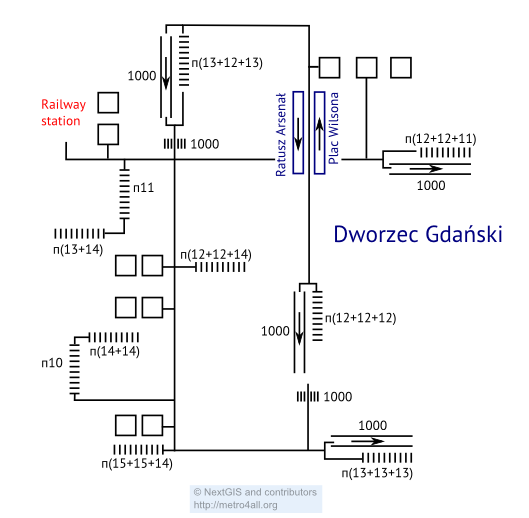 п(13+12+13)
1000
Railway
station
1000
Ratusz Arsenał
Plac Wilsona
п(12+12+11)
1000
п11
п(13+14)
Dworzec Gdański
п(12+12+14)
1000
п(12+12+12)
п(14+14)
п10
1000
1000
п(15+15+14)
п(13+13+13)
© NextGIS and contributors
http://metro4all.org